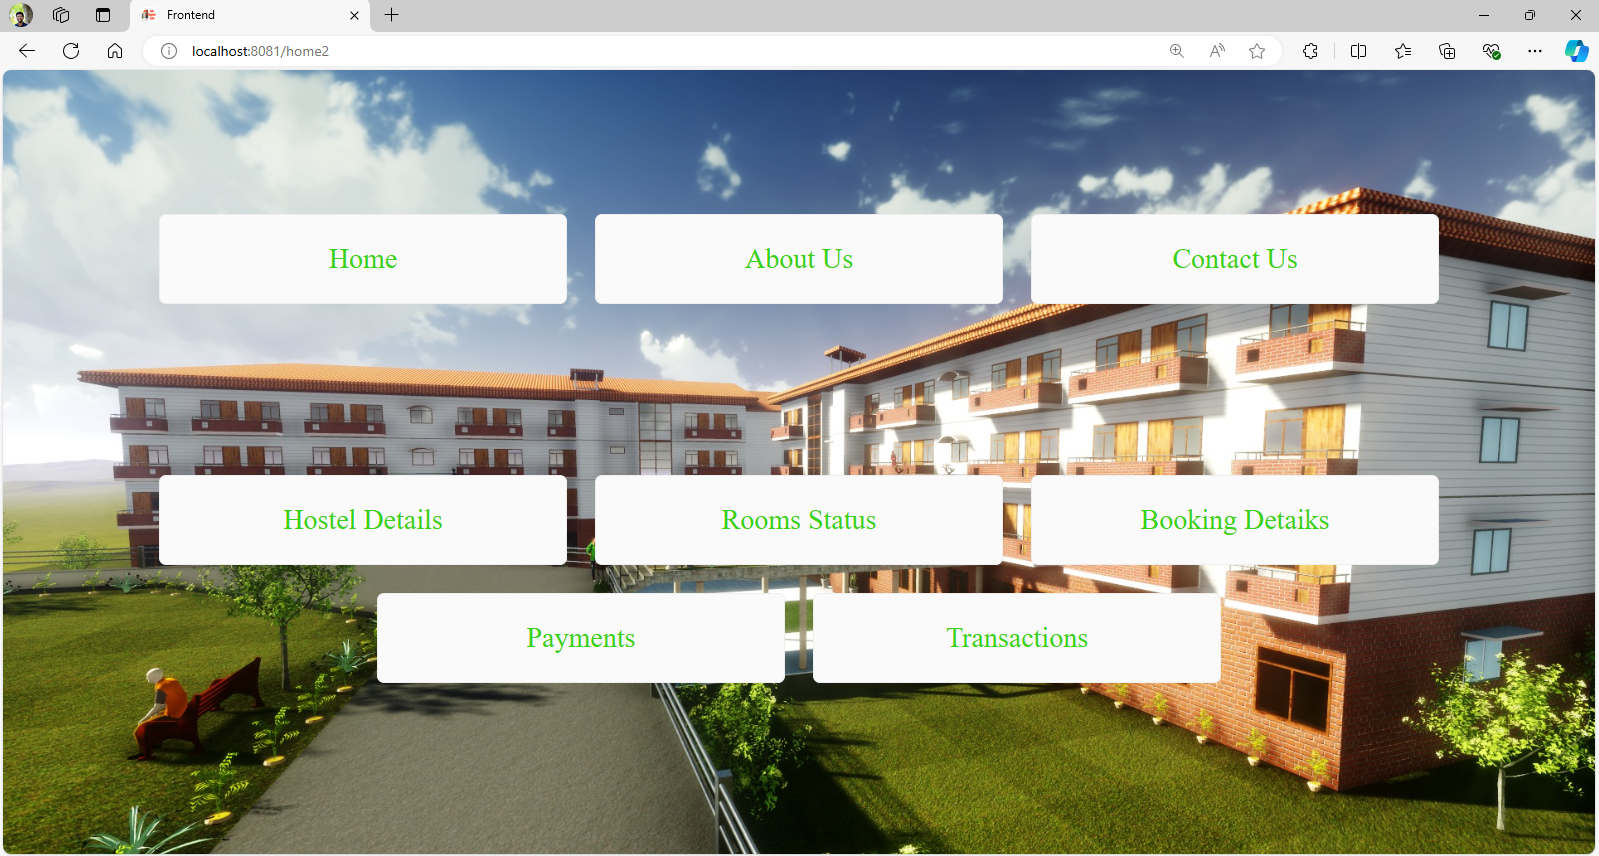 Frontend
localhost:8081/home2
Home
About Us
Contact Us
Hostel Details
Rooms Status
Booking Detaiks
Payments
Transactions